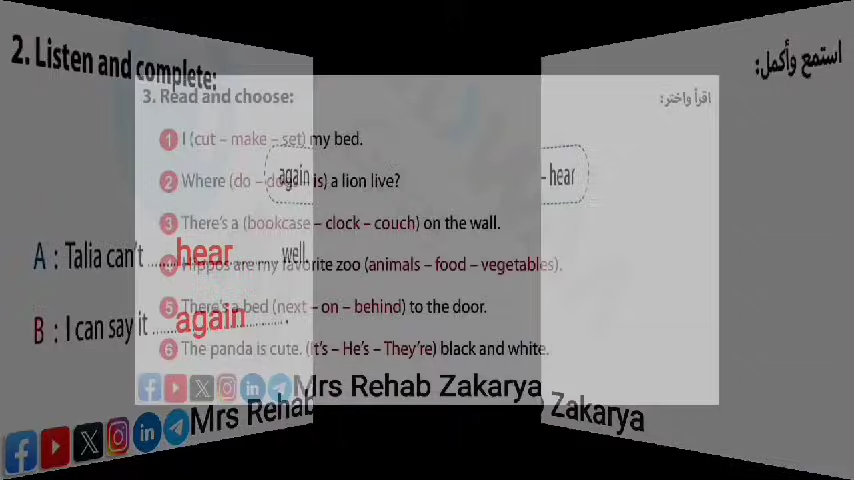 2. Listen and complete:
استمع وأكمل:
again
- hear
A : Talia can't ...hear... well.
B : I can say it ...again... .
Mrs Rehab Zakarya
3. Read and choose:
اقرأ واختر:
1 I (cut – make – set) my bed.
2 Where (do – does – is) a lion live?
3 There's a (bookcase – clock – couch) on the wall.
4 Hippos are my favorite zoo (animals – food – vegetables).
5 There's a bed (next – on – behind) to the door.
6 The panda is cute. (It's – He's – They're) black and white.
Mrs Rehab Zakarya